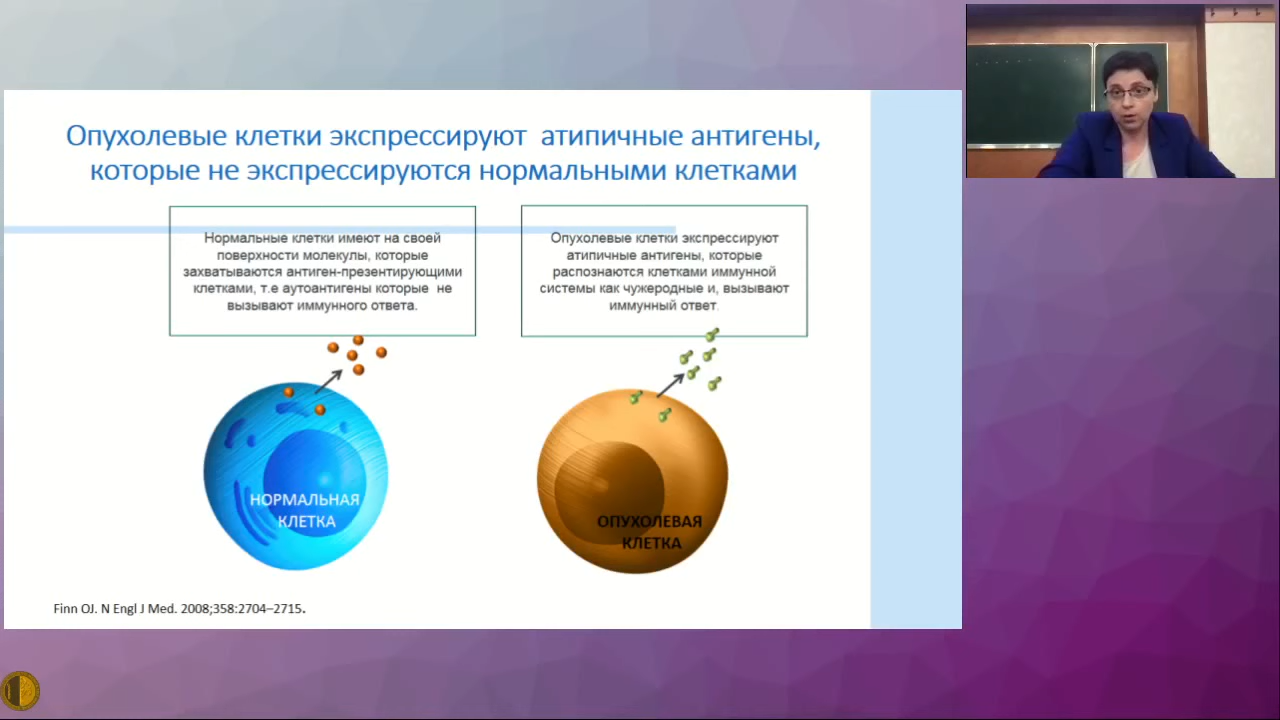 Опухолевые клетки экспрессируют атипичные антигены,
которые не экспрессируются нормальными клетками
Нормальные клетки имеют на своей
поверхности молекулы, которые
захватываются антиген-презентирующими
клетками, т.е аутоантигены которые не
вызывают иммунного ответа.
Опухолевые клетки экспрессируют
атипичные антигены, которые
распознаются клетками иммунной
системы как чужеродные и, вызывают
иммунный ответ.
НОРМАЛЬНАЯ
КЛЕТКА
ОПУХОЛЕВАЯ
КЛЕТКА
Finn OJ. N Engl J Med. 2008;358:2704–2715.